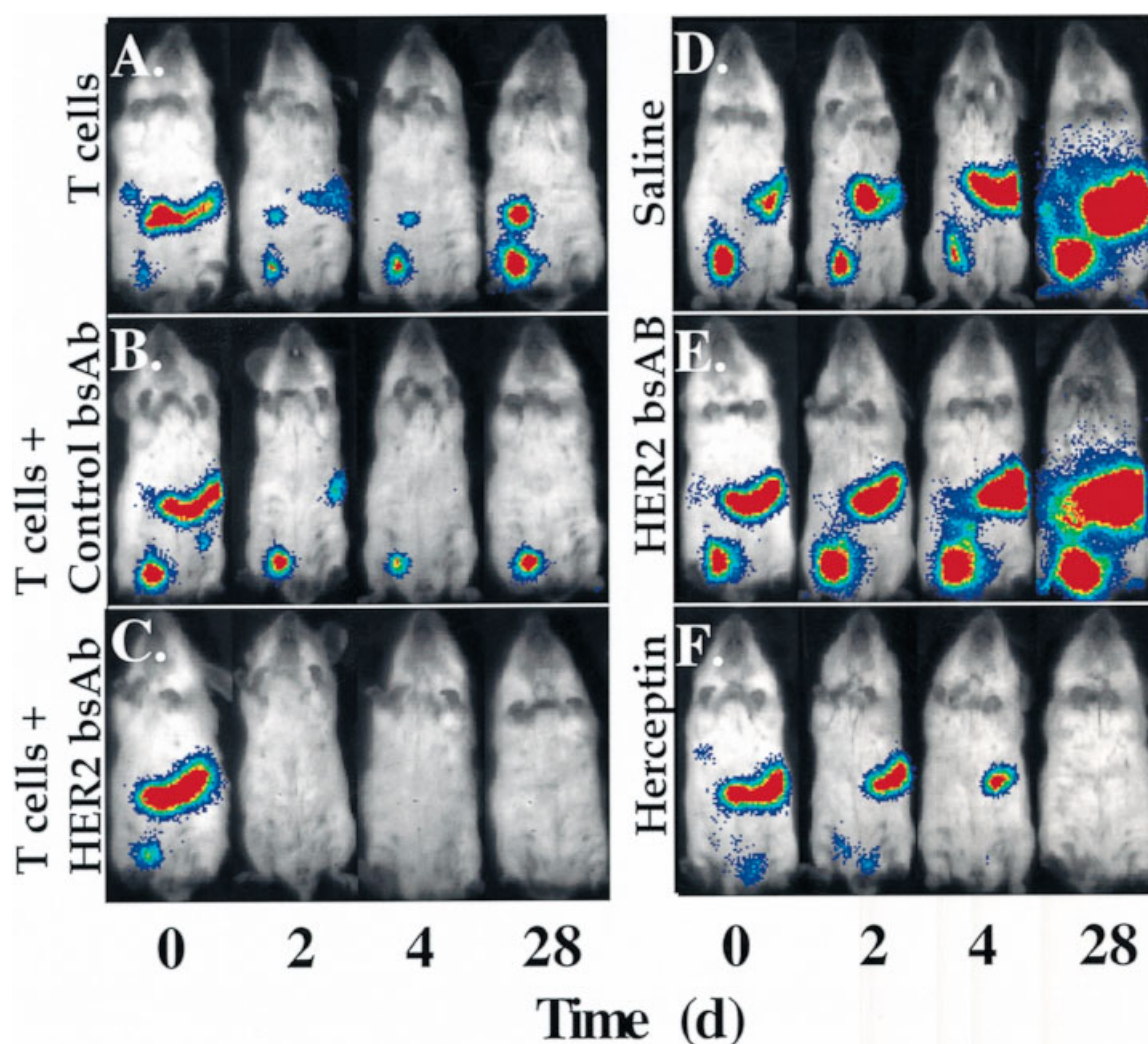 A.
T cells
B.
T cells +
Control bsAb
C.
T cells +
HER2 bsAb
D.
Saline
E.
HER2 bsAB
F.
Herceptin
0 2 4 28 0 2 4 28
Time (d)